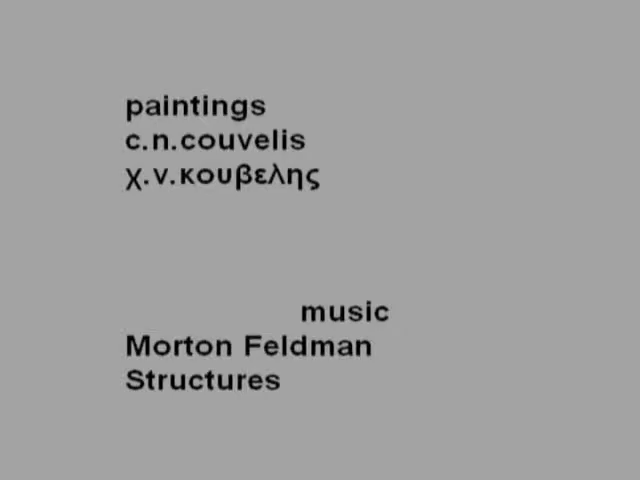 paintings
c.n.couvelis
χ.ν.κουβελης
music
Morton Feldman
Structures